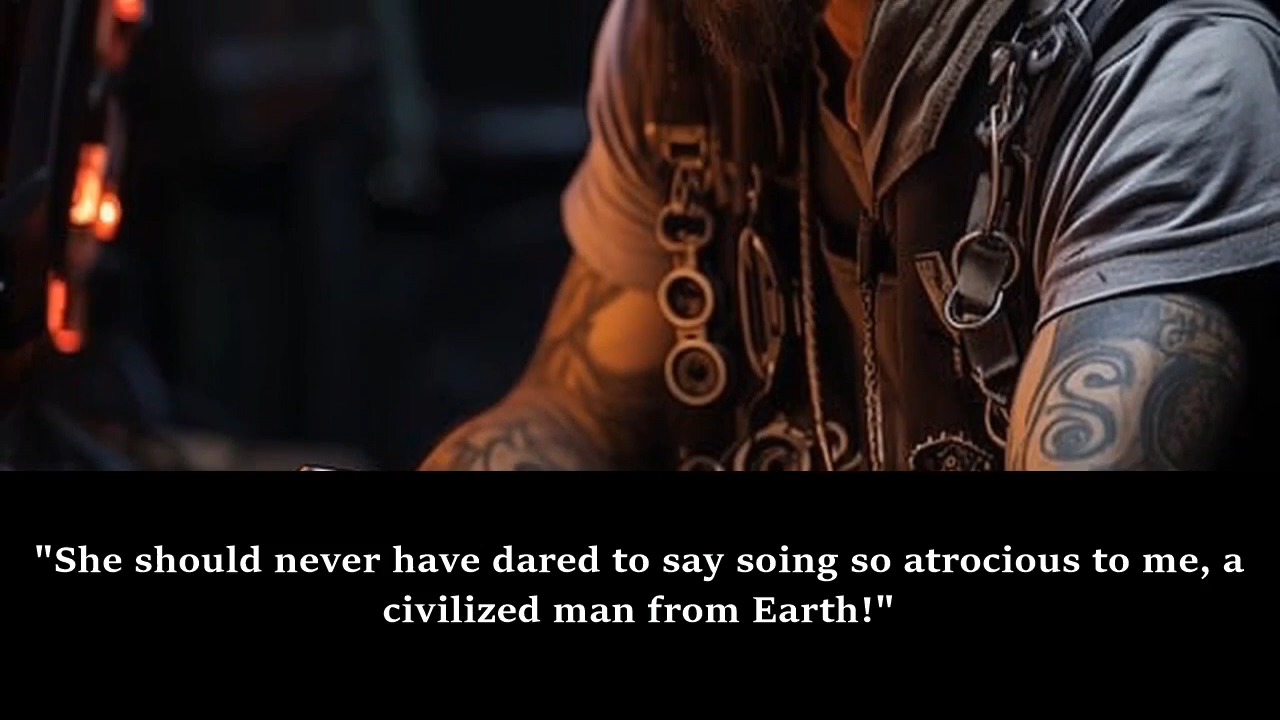 "She should never have dared to say soing so atrocious to me, a
civilized man from Earth!"